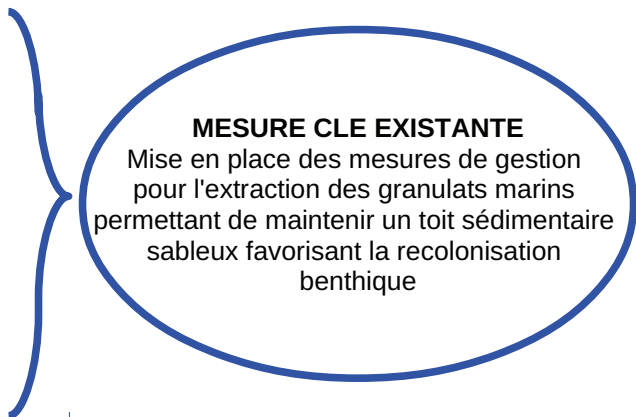 MESURE CLE EXISTANTE
Mise en place des mesures de gestion
pour l'extraction des granulats marins
permettant de maintenir un toit sédimentaire
sableux favorisant la recolonisation
benthique